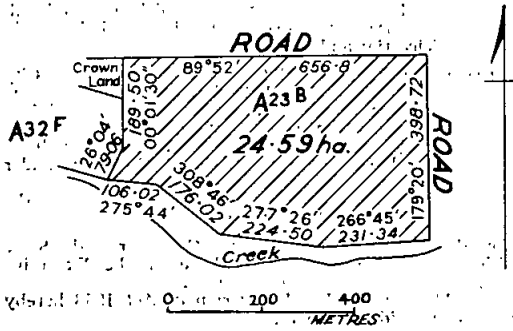 ROAD
Crown
Land
89°52'
656·8
189·50
00°01'30"
A23B
398·72
A32F
24·59 ha.
ROAD
26°04'
79·06
179°20'
308°46'
176·02
106·02
275°44'
277°26'
224·50
266°45'
231·34
Creek
0 200 400
METRES